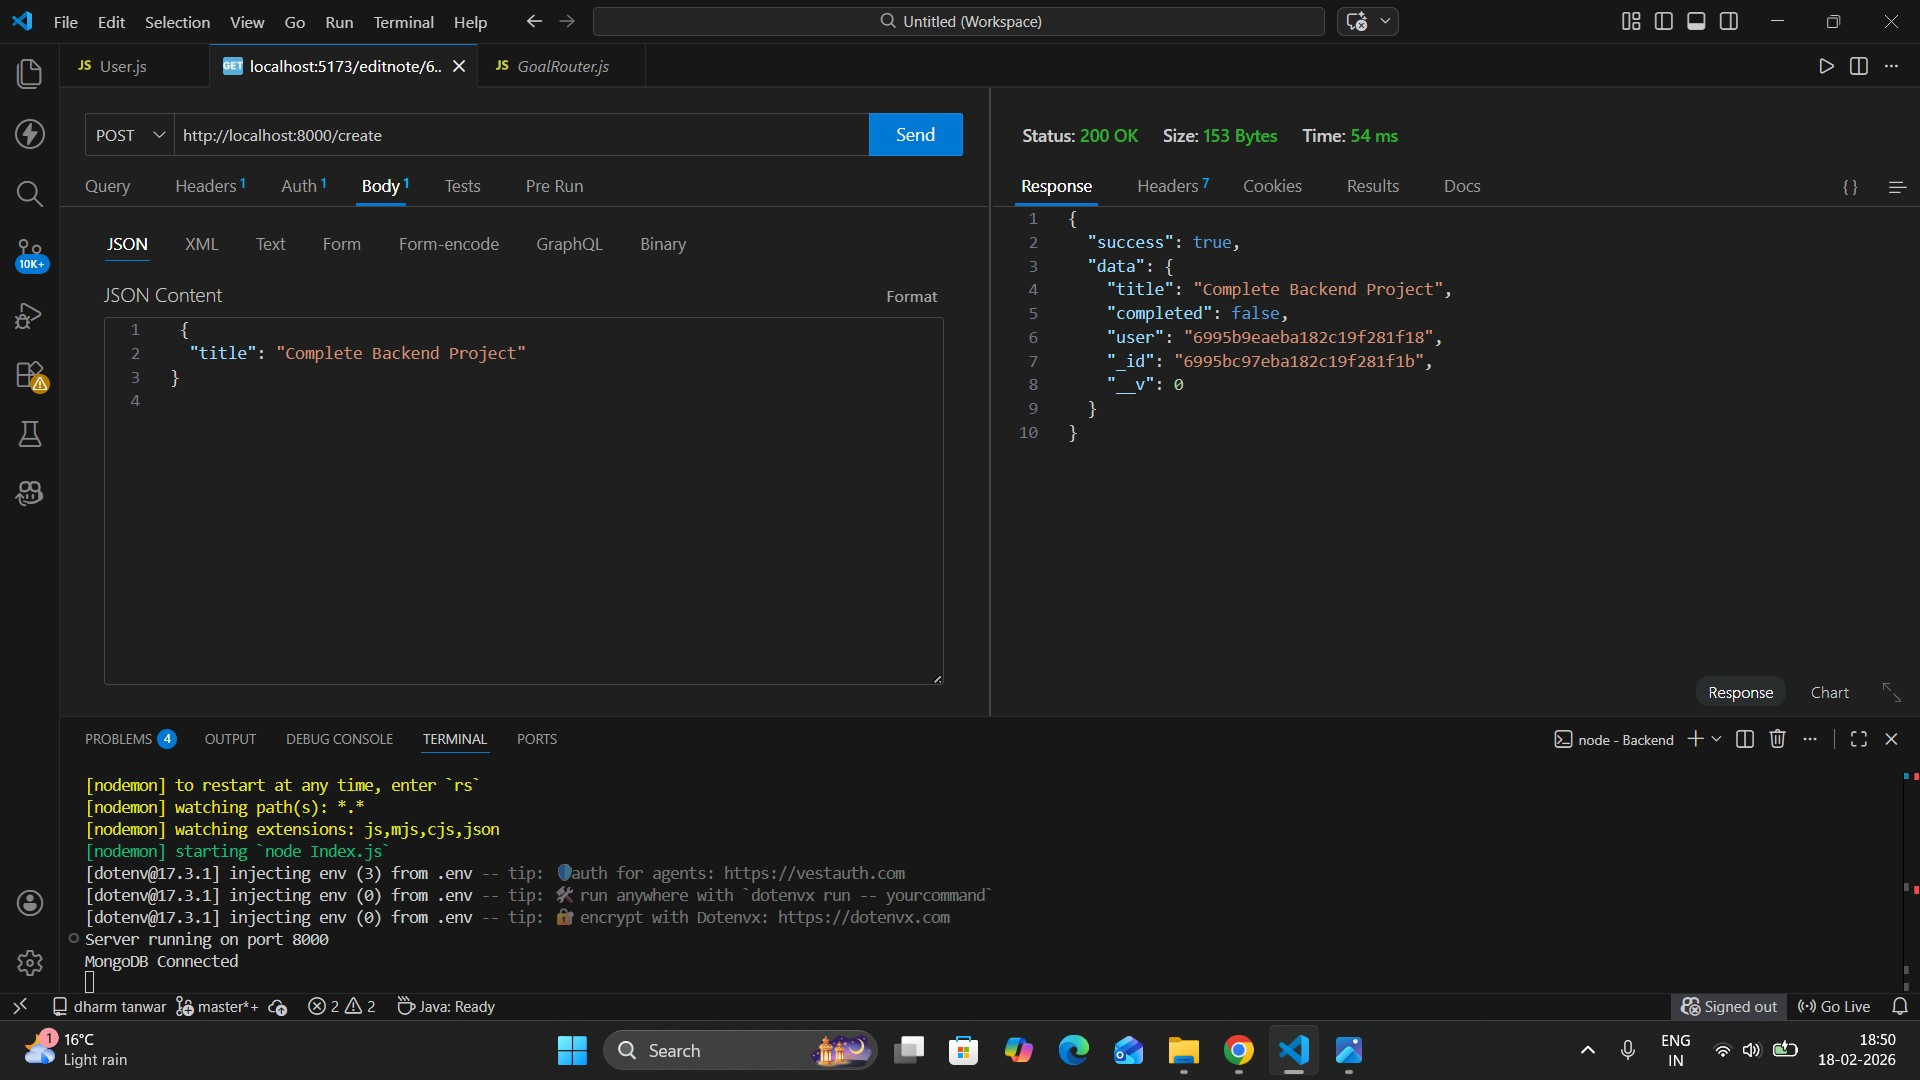 File Edit Selection View Go Run Terminal Help
Untitled (Workspace)
JS User.js
GET localhost:5173/editnote/6..
JS GoalRouter.js
POST http://localhost:8000/create Send
Query Headers 1 Auth 1 Body 1 Tests Pre Run
JSON XML Text Form Form-encode GraphQL Binary
JSON Content
Format
1 {
2 "title": "Complete Backend Project"
3 }
4
Status: 200 OK Size: 153 Bytes Time: 54 ms
Response Headers 7 Cookies Results Docs
{ }
1 {
2 "success": true,
3 "data": {
4 "title": "Complete Backend Project",
5 "completed": false,
6 "user": "6995b9eaeba182c19f281f18",
7 "_id": "6995bc97eba182c19f281f1b",
8 "__v": 0
9 }
10 }
Response Chart
10K+
PROBLEMS 4 OUTPUT DEBUG CONSOLE TERMINAL PORTS
node - Backend
[nodemon] to restart at any time, enter `rs`
[nodemon] watching path(s): *.*
[nodemon] watching extensions: js,mjs,cjs,json
[nodemon] starting `node Index.js`
[dotenv@17.3.1] injecting env (3) from .env -- tip: 🛡️auth for agents: https://vestauth.com
[dotenv@17.3.1] injecting env (0) from .env -- tip: 🛠️ run anywhere with `dotenvx run -- yourcommand`
[dotenv@17.3.1] injecting env (0) from .env -- tip: 🔐 encrypt with Dotenvx: https://dotenvx.com
Server running on port 8000
MongoDB Connected
dharm tanwar master*+ 2 2 Java: Ready
Signed out Go Live
1
16°C
Light rain
Search
ENG
IN
18:50
18-02-2026